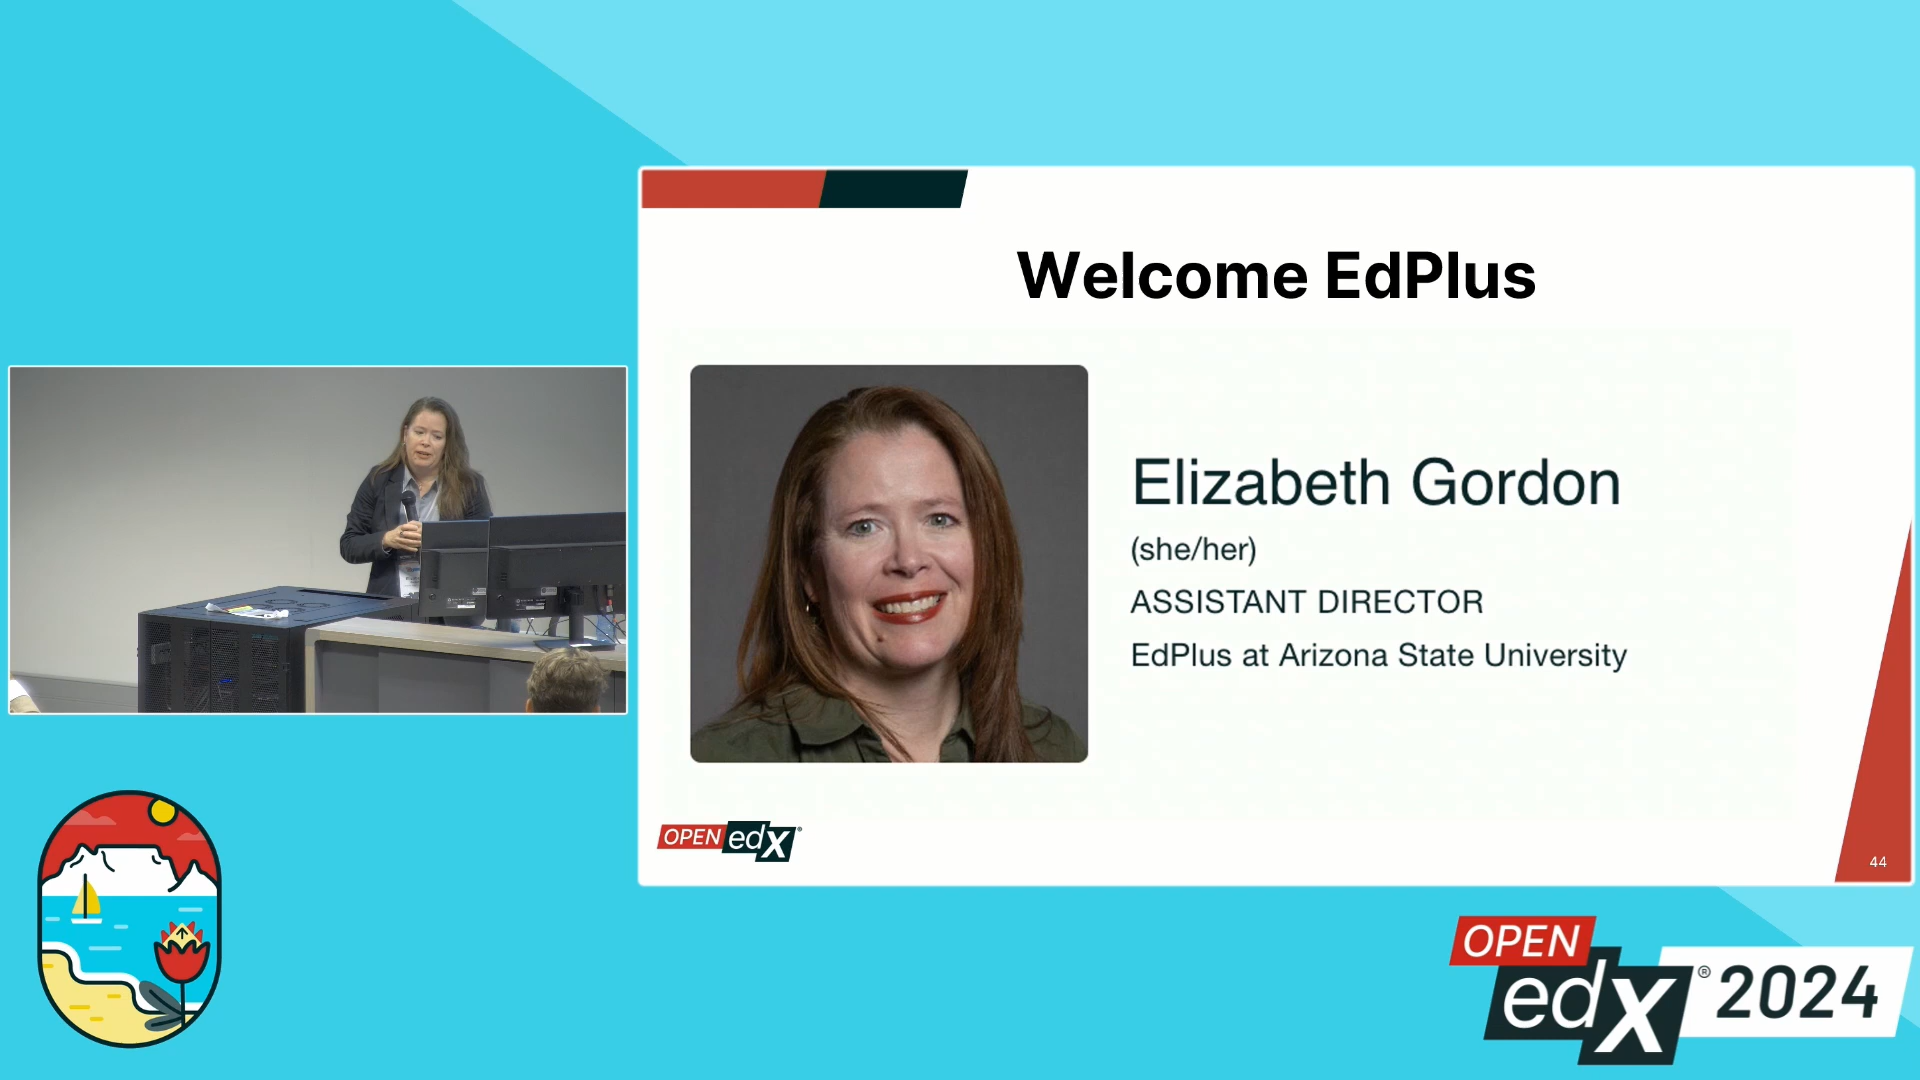 Welcome EdPlus
Elizabeth Gordon
(she/her)
ASSISTANT DIRECTOR
EdPlus at Arizona State University
OPEN edX®
44
OPEN
edX® 2024